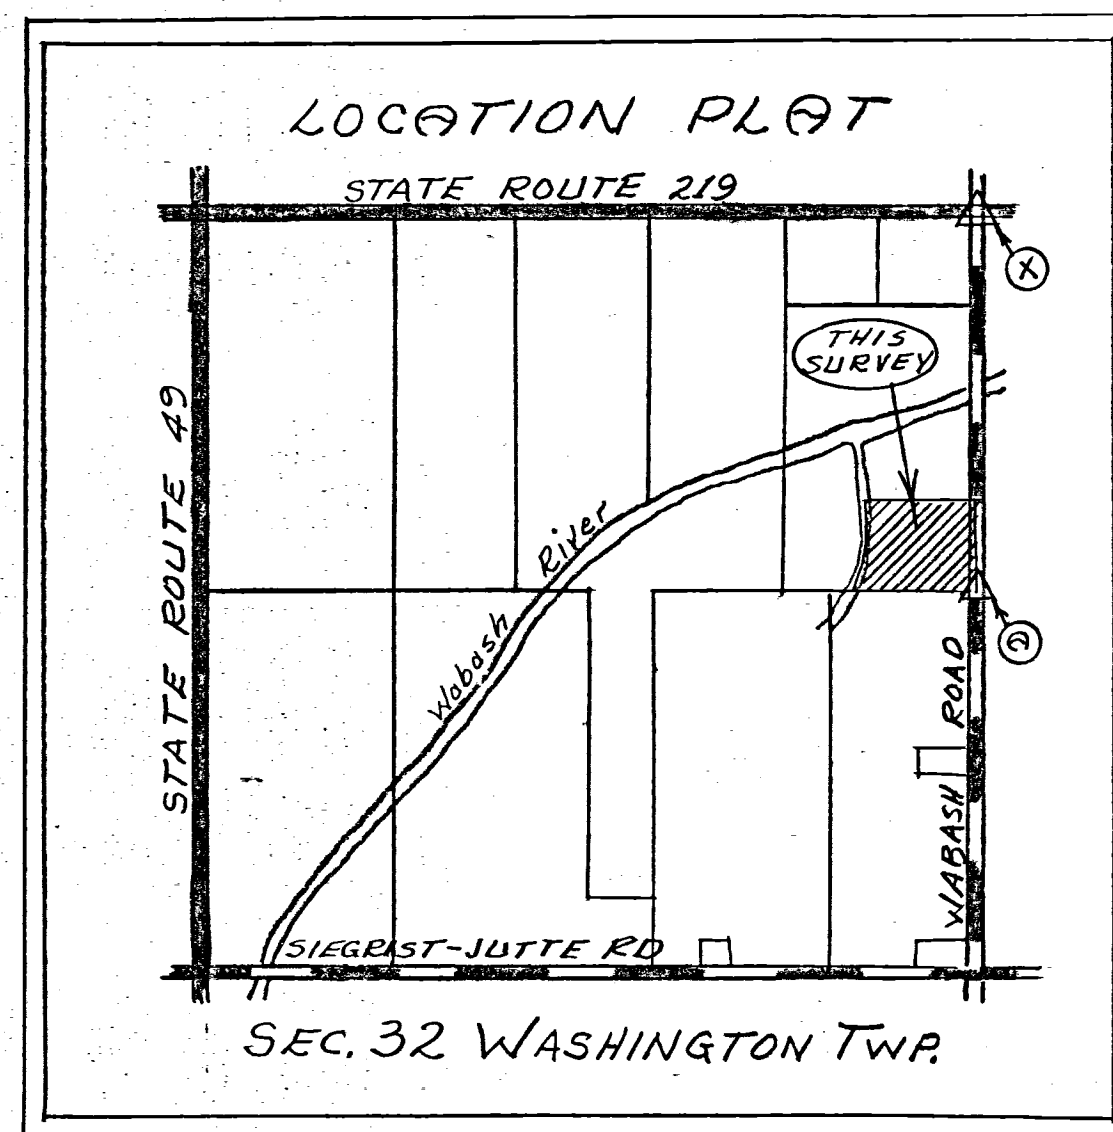 LOCATION PLAT
STATE ROUTE 219
X
THIS
SURVEY
STATE ROUTE 49
Wabash River
WABASH ROAD
SIEGRIST-JUTTE RD
SEC. 32 WASHINGTON TWP.